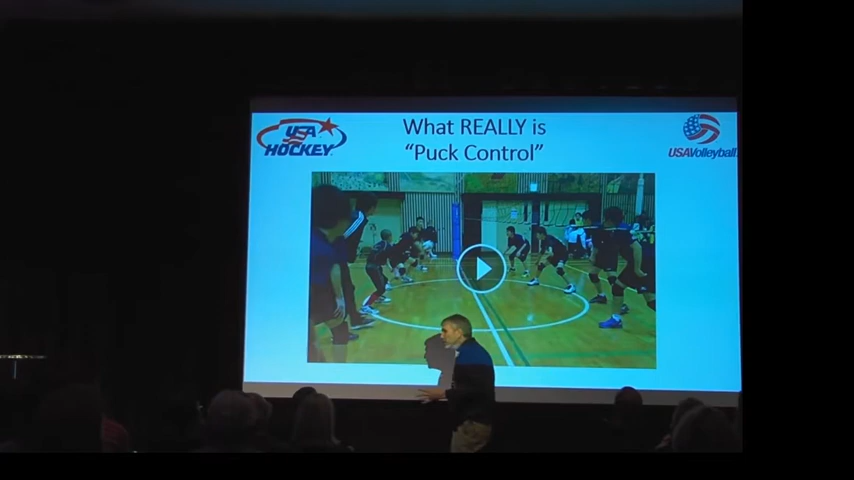 What REALLY is
"Puck Control"
USA
HOCKEY
USAVolleyball